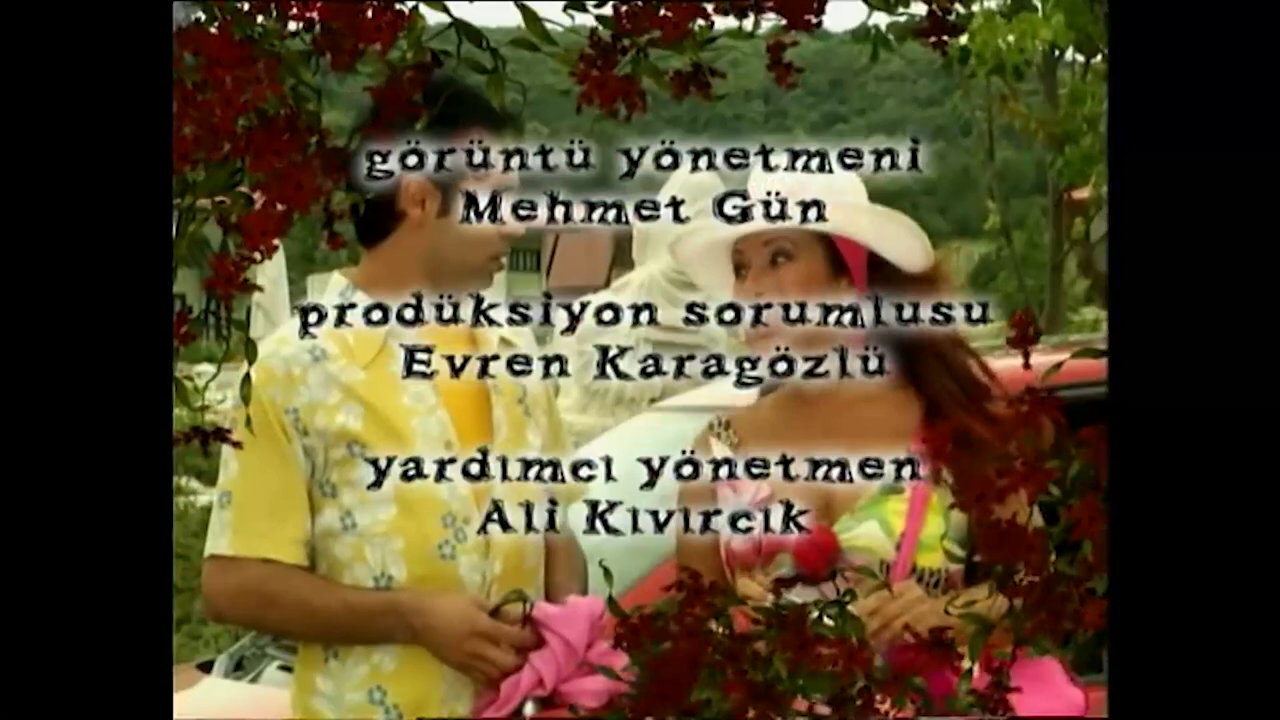 görüntü yönetmeni
Mehmet Gün
prodüksiyon sorumlusu
Evren Karagözlü
yardımcı yönetmen
Ali Kıvırcık